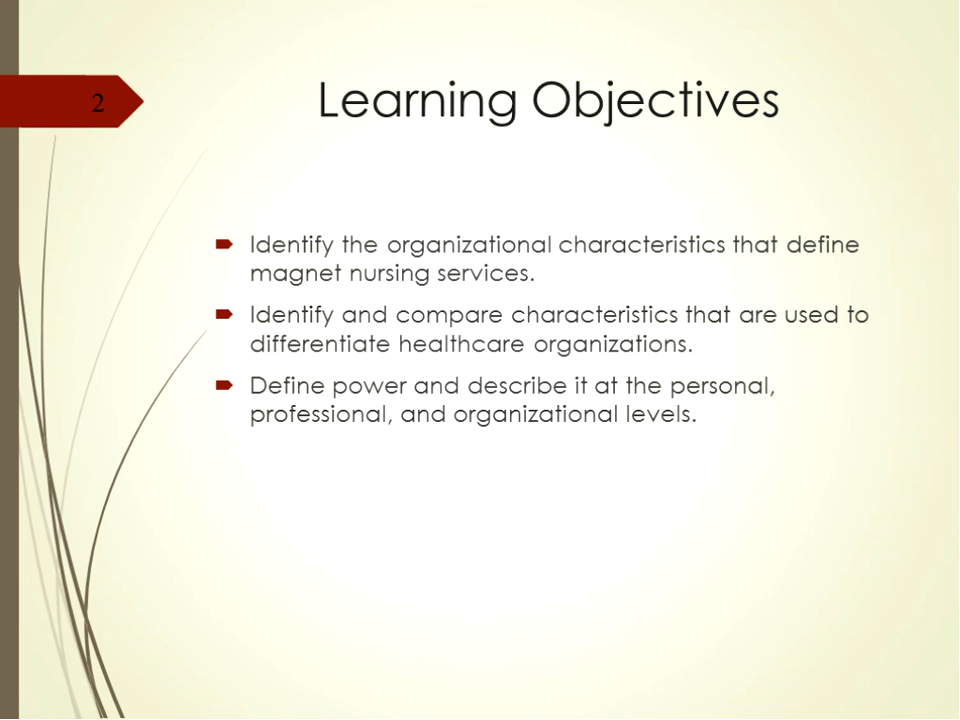 2
Learning Objectives
Identify the organizational characteristics that define
magnet nursing services.
Identify and compare characteristics that are used to
differentiate healthcare organizations.
Define power and describe it at the personal,
professional, and organizational levels.